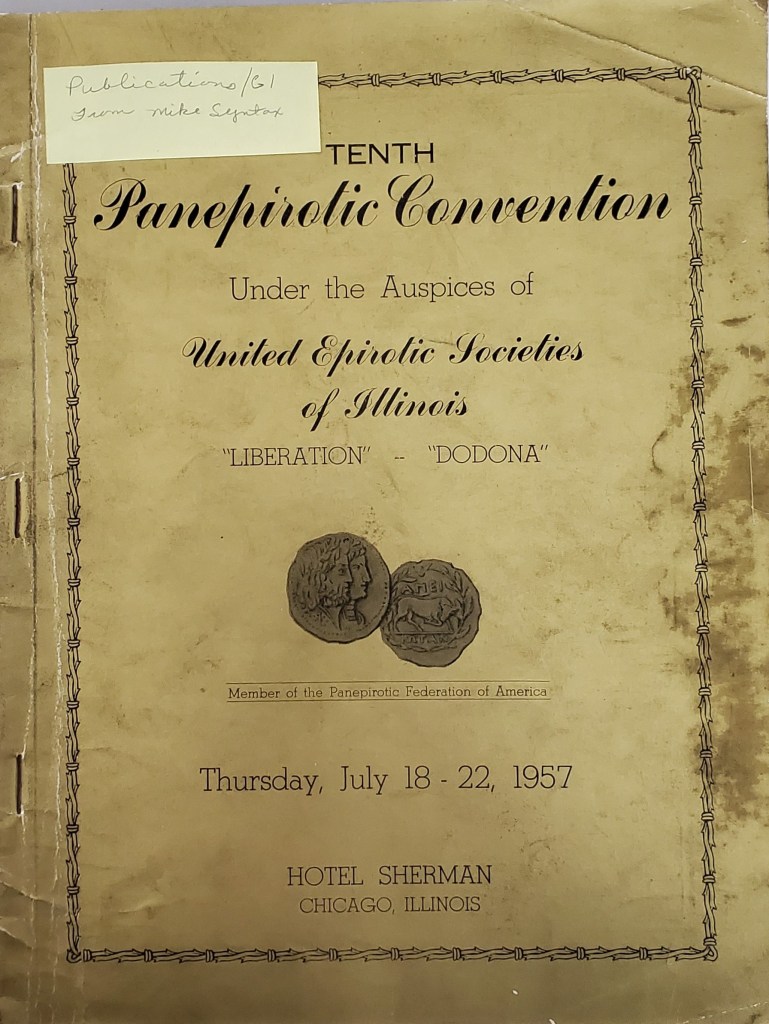 Publications/G1
From Mike Syntax
TENTH
Panepirotic Convention
Under the Auspices of
United Epirotic Societies
of Illinois
"LIBERATION" -- "DODONA"
Member of the Panepirotic Federation of America
Thursday, July 18 - 22, 1957
HOTEL SHERMAN
CHICAGO, ILLINOIS